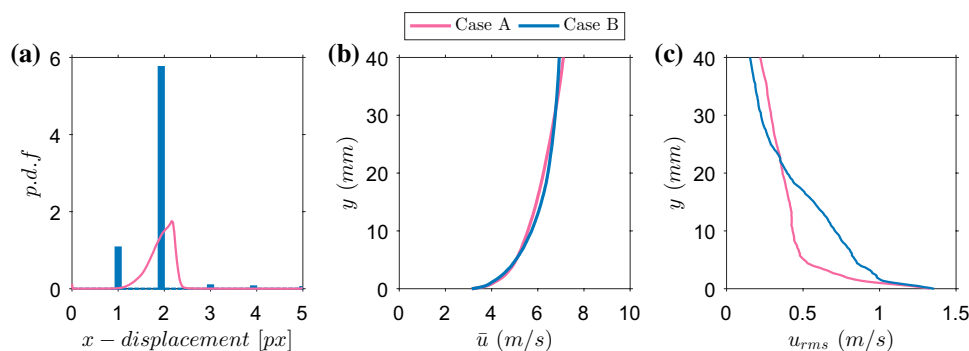 Case A Case B
(a) (b) (c)
6
4
2
0
p.d.f
0 1 2 3 4 5
x − displacement [px]
40
30
20
10
0
y (mm)
0 2 4 6 8 10
ū (m/s)
40
30
20
10
0
y (mm)
0 0.5 1 1.5
u_rms (m/s)